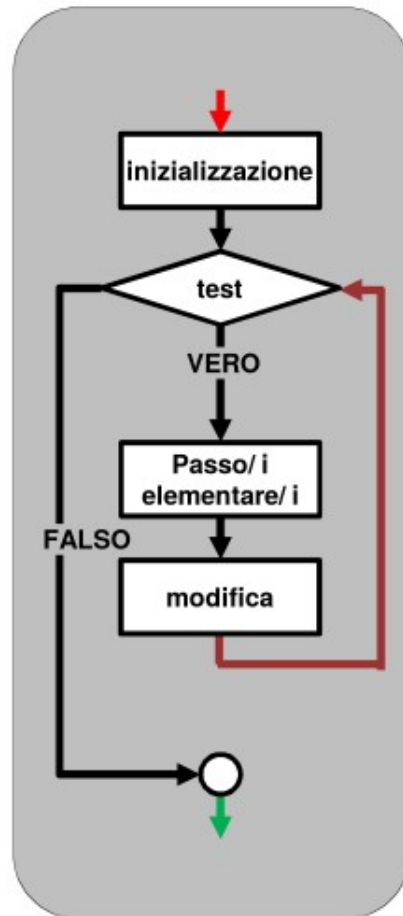 inizializzazione
test
VERO
Passo/ i
elementare/ i
FALSO
modifica